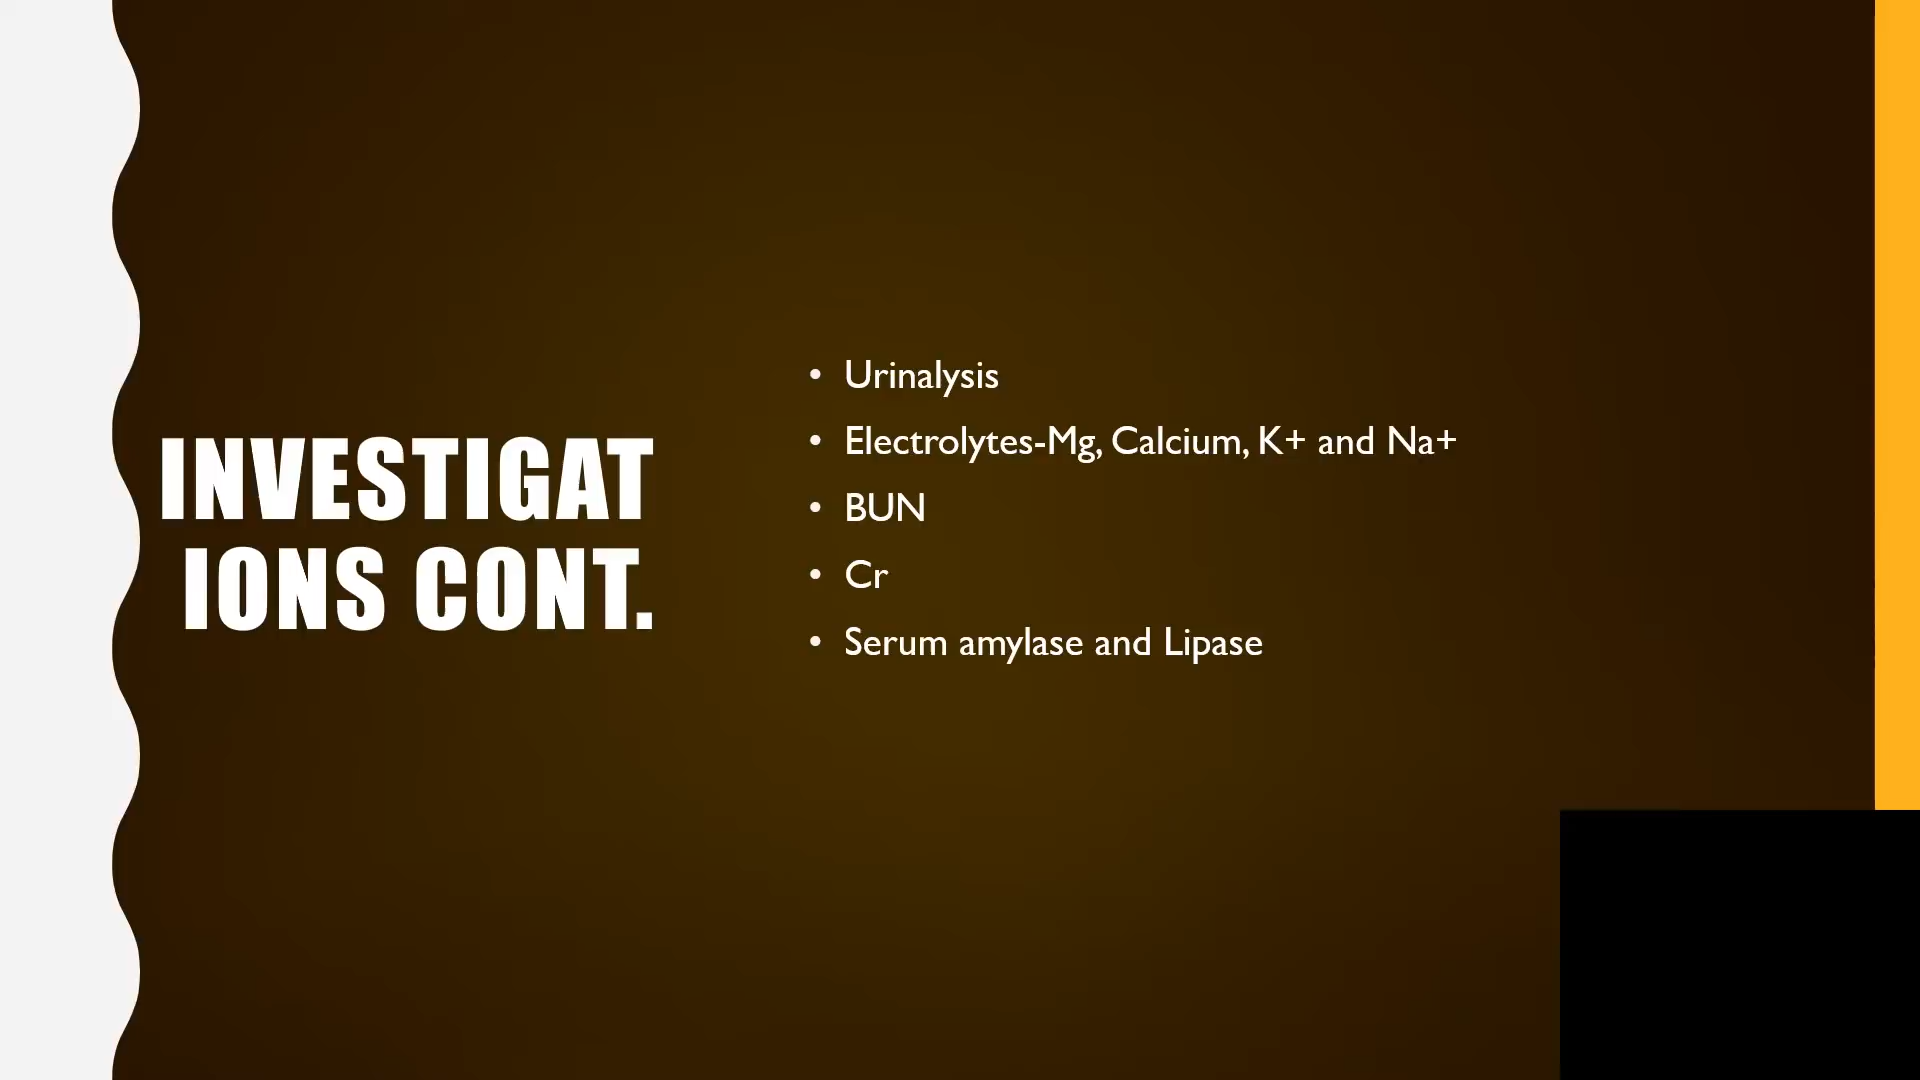 INVESTIGAT
IONS CONT.
• Urinalysis
• Electrolytes-Mg, Calcium, K+ and Na+
• BUN
• Cr
• Serum amylase and Lipase